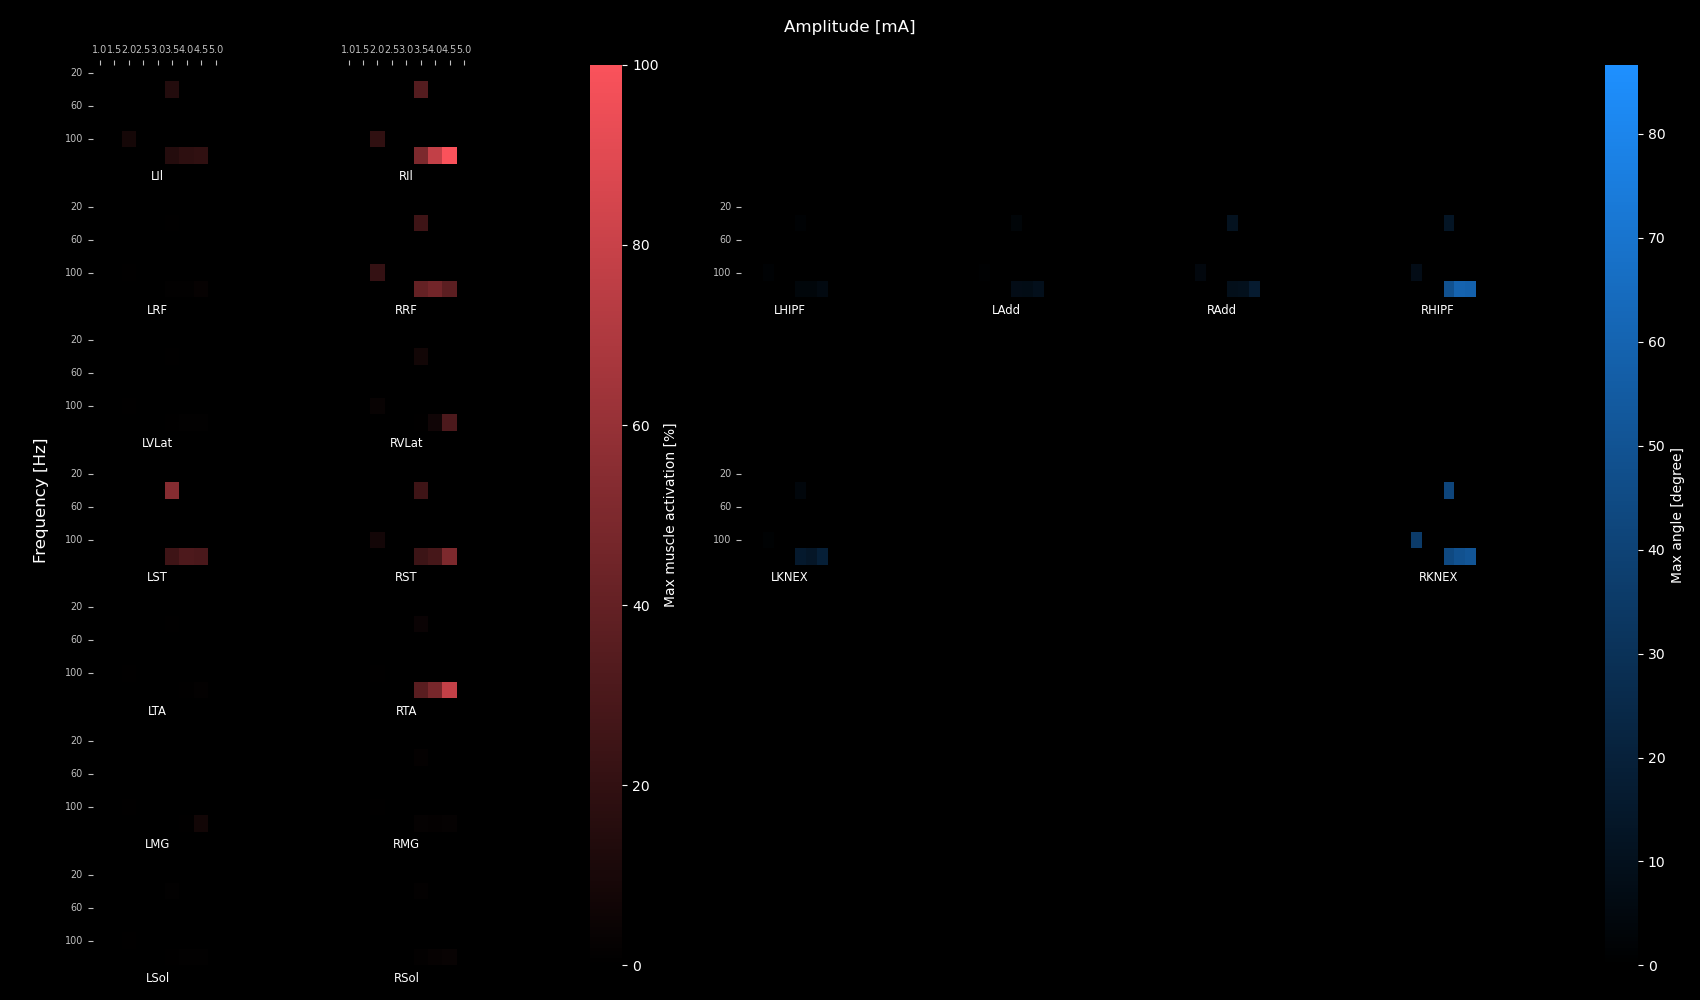 Amplitude [mA]
1.0 1.5 2.0 2.5 3.0 3.5 4.0 4.5 5.0
1.0 1.5 2.0 2.5 3.0 3.5 4.0 4.5 5.0
20
60
100
LIl
RIl
20
60
100
LRF
RRF
20
60
100
LVLat
RVLat
20
60
100
LST
RST
20
60
100
LTA
RTA
20
60
100
LMG
RMG
20
60
100
LSol
RSol
Frequency [Hz]
100
80
60
40
20
0
Max muscle activation [%]
20
60
100
LHIPF
LAdd
RAdd
RHIPF
20
60
100
LKNEX
RKNEX
80
70
60
50
40
30
20
10
0
Max angle [degree]